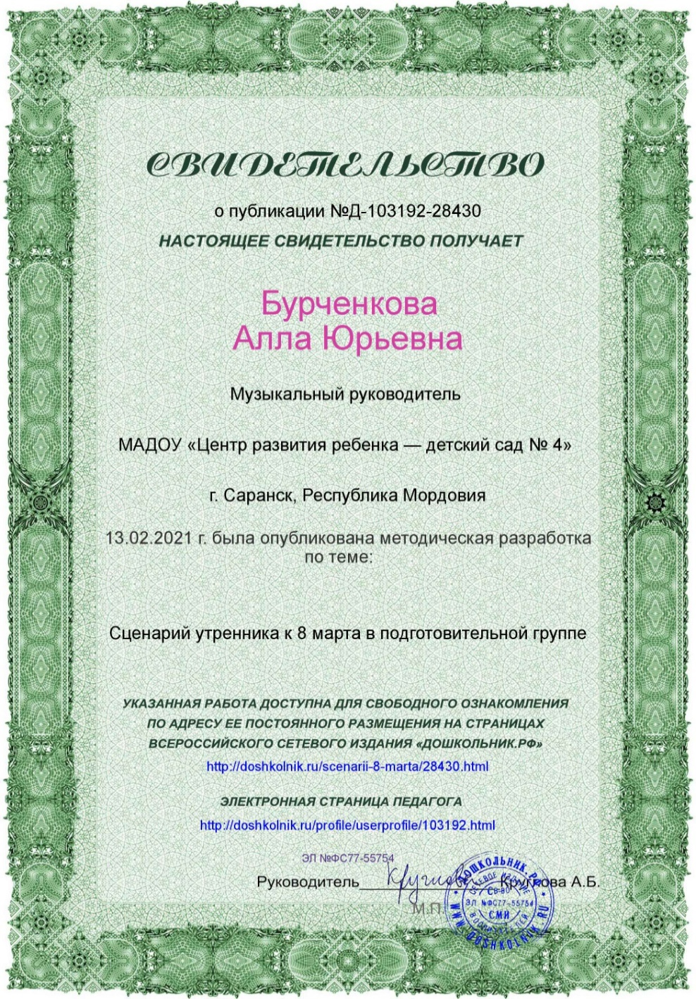 СВИДЕТЕЛЬСТВО
о публикации №Д-103192-28430
НАСТОЯЩЕЕ СВИДЕТЕЛЬСТВО ПОЛУЧАЕТ
Бурченкова
Алла Юрьевна
Музыкальный руководитель
МАДОУ «Центр развития ребенка — детский сад № 4»
г. Саранск, Республика Мордовия
13.02.2021 г. была опубликована методическая разработка
по теме:
Сценарий утренника к 8 марта в подготовительной группе
УКАЗАННАЯ РАБОТА ДОСТУПНА ДЛЯ СВОБОДНОГО ОЗНАКОМЛЕНИЯ
ПО АДРЕСУ ЕЕ ПОСТОЯННОГО РАЗМЕЩЕНИЯ НА СТРАНИЦАХ
ВСЕРОССИЙСКОГО СЕТЕВОГО ИЗДАНИЯ «ДОШКОЛЬНИК.РФ»
http://doshkolnik.ru/scenarii-8-marta/28430.html
ЭЛЕКТРОННАЯ СТРАНИЦА ПЕДАГОГА
http://doshkolnik.ru/profile/userprofile/103192.html
ЭЛ №ФС77-55754
Руководитель Круглова А.Б.
М.П.
ДОШКОЛЬНИК.РФ
СЕТЕВОЕ ИЗДАНИЕ
ЭЛ №ФС77-55754
СМИ
WWW.DOSHKOLNIK.RU